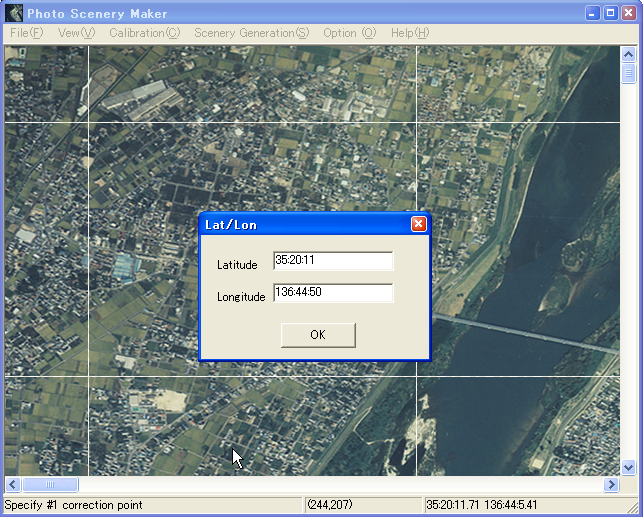 Photo Scenery Maker
File(F) Vew(V) Calibration(C) Scenery Generation(S) Option (O) Help(H)
Lat/Lon
Latitude 35:20:11
Longitude 136:44:50
OK
Specify #1 correction point (244,207) 35:20:11.71 136:44:5.41